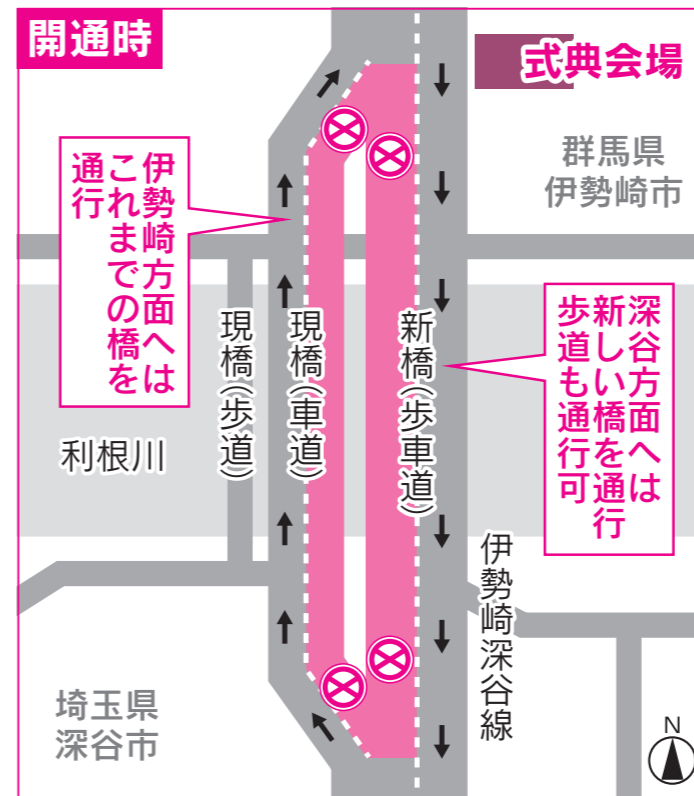 開通時
式典会場
群馬県
伊勢崎市
伊勢崎方面へは
これまでの橋を
通行
深谷方面へは
新しい橋を通行
歩道も通行可
現橋(歩道)
現橋(車道)
新橋(歩車道)
利根川
伊勢崎深谷線
埼玉県
深谷市
N